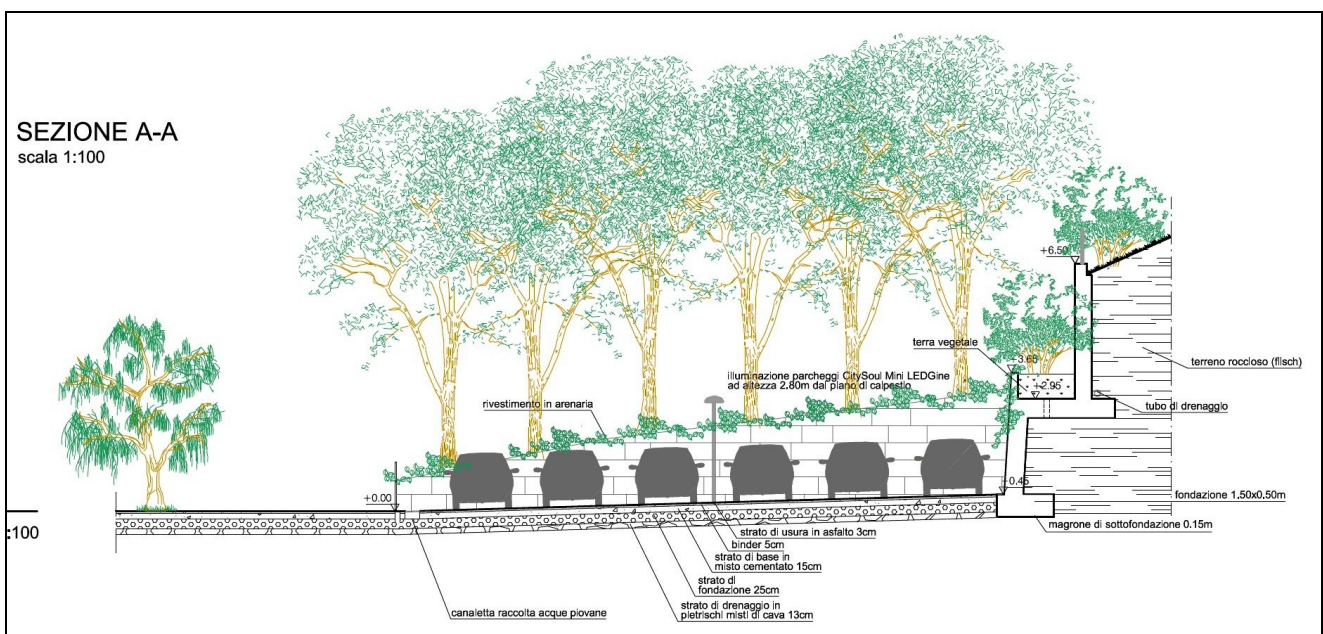 SEZIONE A-A
scala 1:100
+6.50
terra vegetale
+3.65
terreno roccioso (flisch)
illuminazione parcheggi CitySoul Mini LEDGine
ad altezza 2.80m dal piano di calpestio
+2.95
rivestimento in arenaria
tubo di drenaggio
+0.45
+0.00
fondazione 1.50x0.50m
magrone di sottofondazione 0.15m
:100
strato di usura in asfalto 3cm
binder 5cm
strato di base in
misto cementato 15cm
strato di
fondazione 25cm
strato di drenaggio in
pietrischi misti di cava 13cm
canaletta raccolta acque piovane